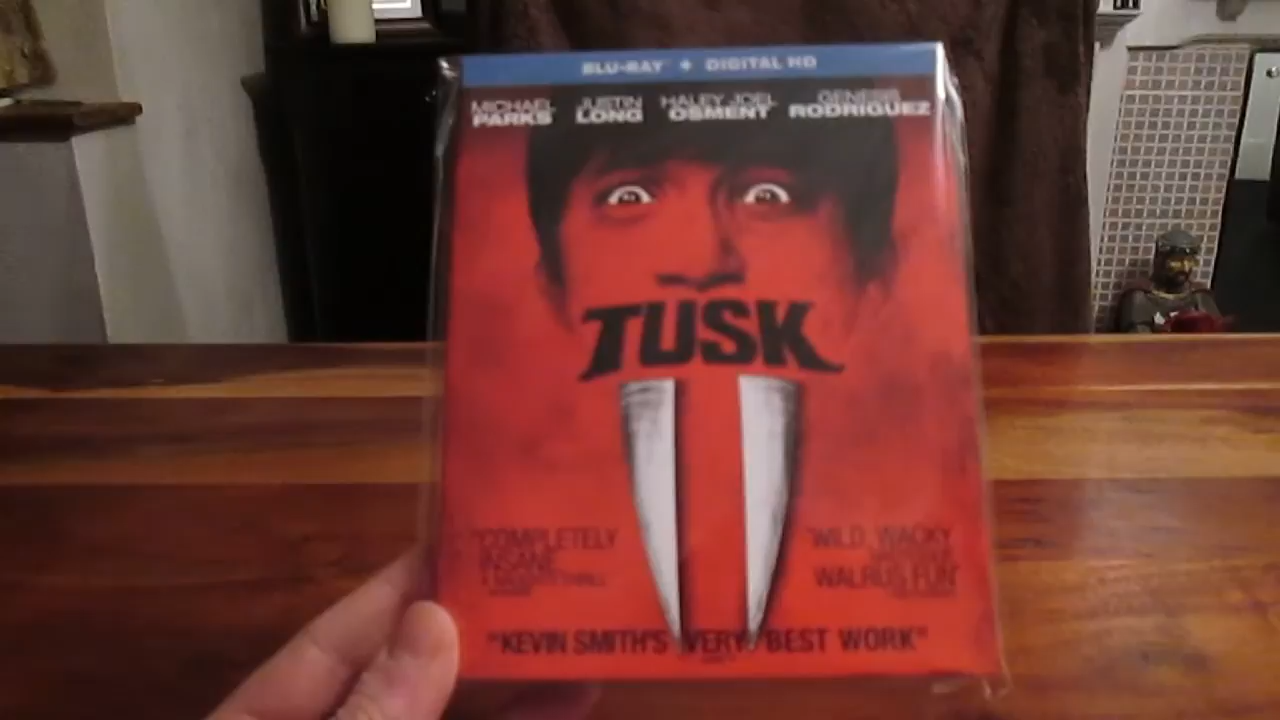 BLU-RAY + DIGITAL HD
MICHAEL JUSTIN HALEY JOEL GENESIS
PARKS LONG OSMENT RODRIGUEZ
TUSK
"COMPLETELY
INSANE
"WILD, WACKY
WALRUS FUN"
"KEVIN SMITH'S VERY BEST WORK"